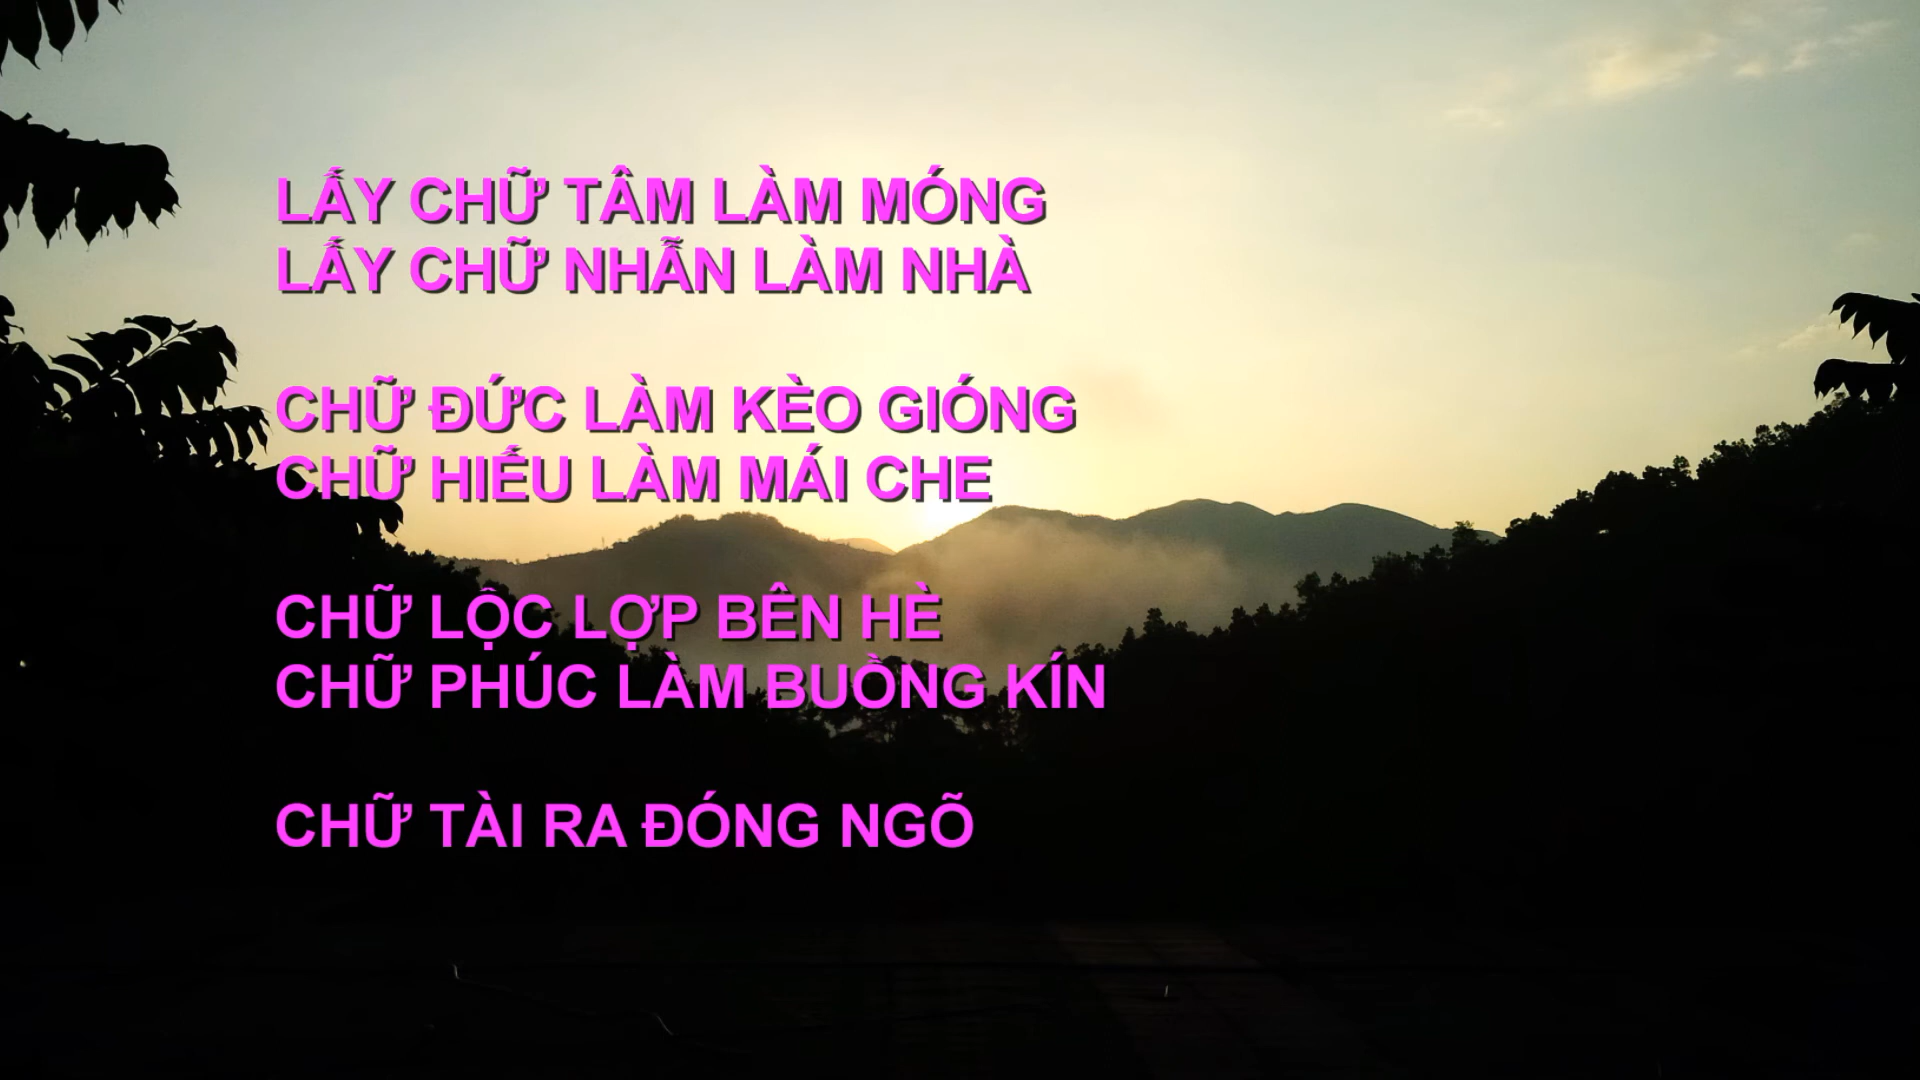 LẤY CHỮ TÂM LÀM MÓNG
LẤY CHỮ NHẪN LÀM NHÀ
CHỮ ĐỨC LÀM KÈO GIÓNG
CHỮ HIẾU LÀM MÁI CHE
CHỮ LỘC LỢP BÊN HÈ
CHỮ PHÚC LÀM BUỒNG KÍN
CHỮ TÀI RA ĐÓNG NGÕ